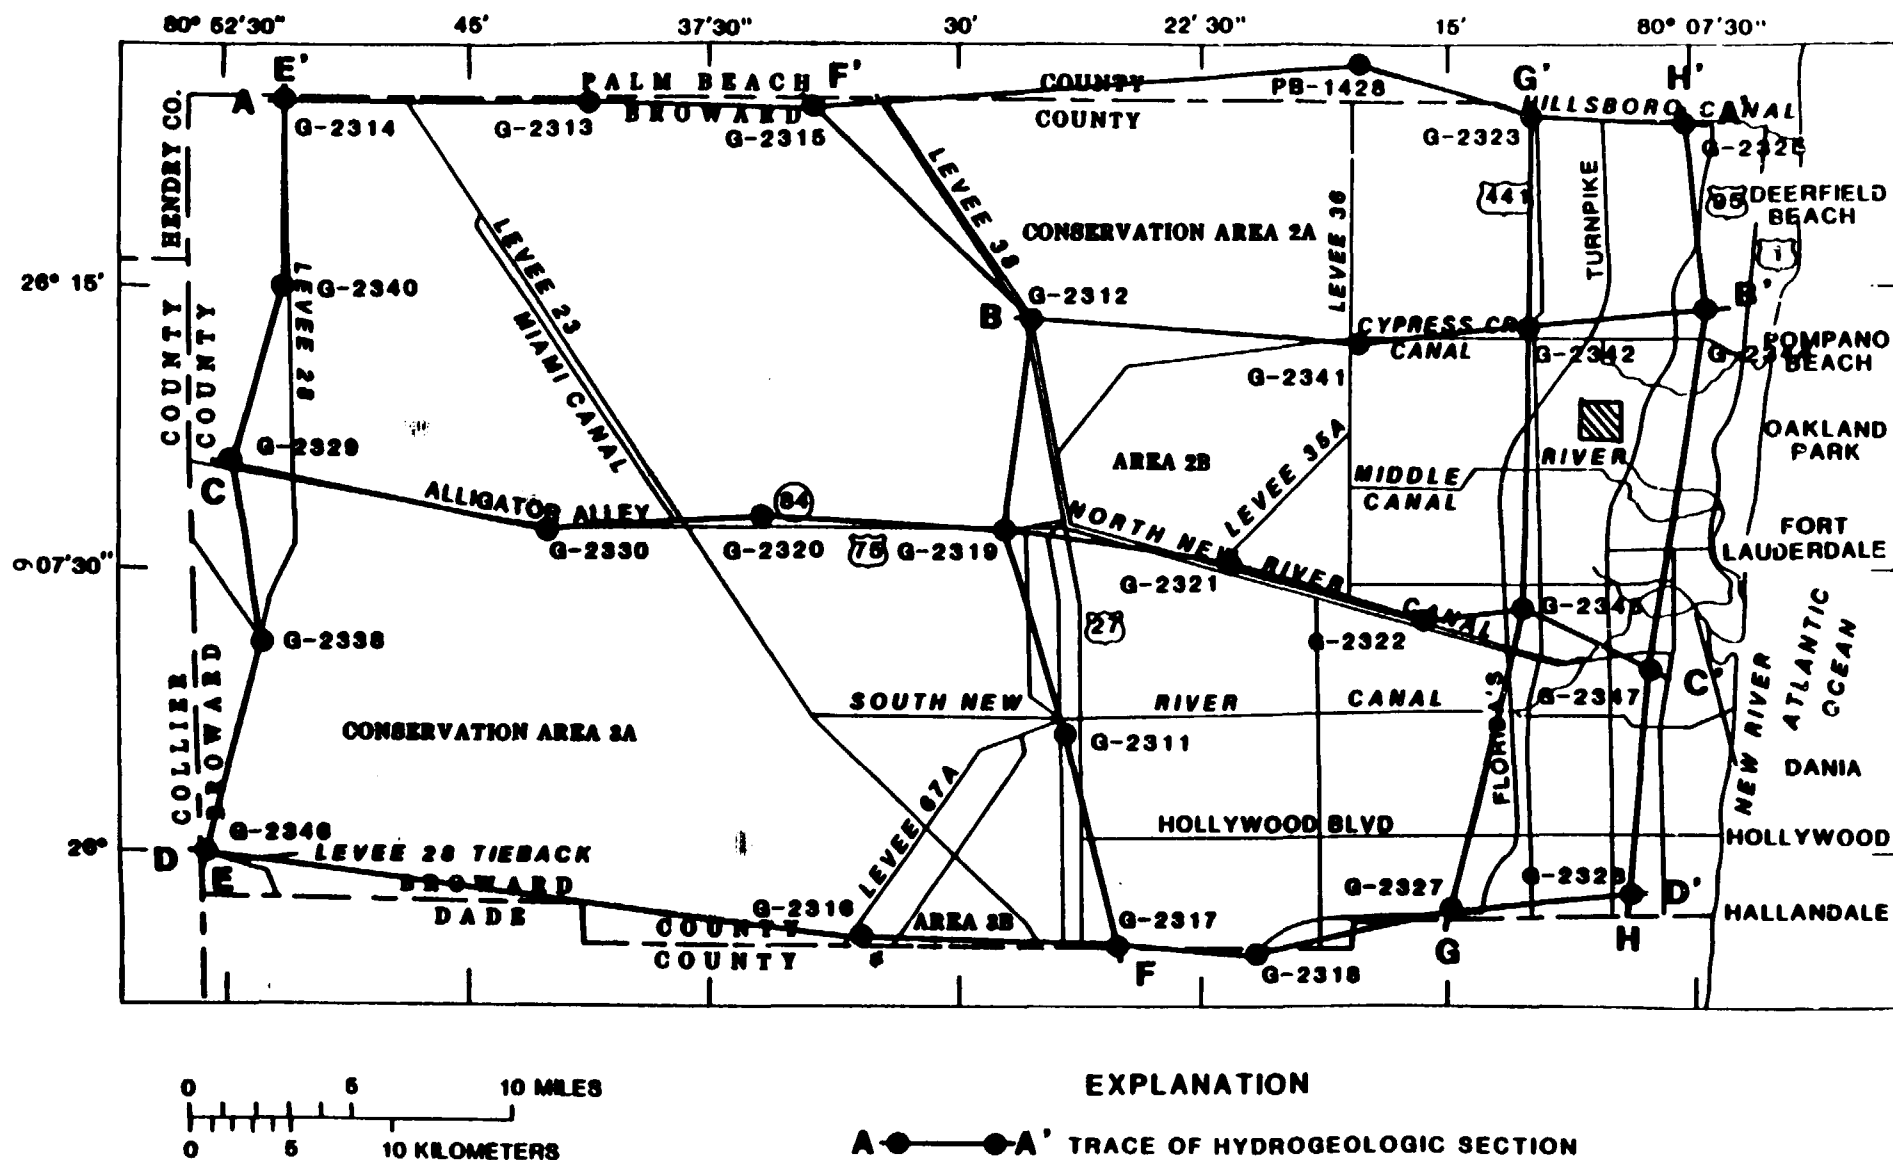 80° 52'30" 45' 37'30" 30' 22'30" 15' 80° 07'30"
E' F' G' H'
PALM BEACH COUNTY
A BROWARD COUNTY
PB-1428
HILLSBORO CANAL A'
G-2314 G-2313 G-2315 G-2323
HENDRY CO.
LEVEE 38
LEVEE 36
441
TURNPIKE
95
DEERFIELD
BEACH
1
CONSERVATION AREA 2A
26° 15'
G-2340
LEVEE 28
LEVEE 23
MIAMI CANAL
B G-2312
B'
CYPRESS CR
CANAL
G-2341 G-2342
POMPANO
BEACH
COUNTY
COUNTY
G-2329
C
ALLIGATOR ALLEY
84
G-2330 G-2320 75 G-2319
AREA 2B
LEVEE 35A
MIDDLE RIVER
CANAL
OAKLAND
PARK
NORTH NEW RIVER CANAL
FORT
LAUDERDALE
07'30"
G-2321
27
G-2322
G-2338
G-2347
C'
ATLANTIC
OCEAN
NEW RIVER
COLLIER
BROWARD
CONSERVATION AREA 3A
SOUTH NEW RIVER CANAL
G-2311
FLORIDA'S
LEVEE 67A
DANIA
HOLLYWOOD BLVD
HOLLYWOOD
26°
D G-2346
E
LEVEE 28 TIEBACK
BROWARD
DADE
G-2316
COUNTY
COUNTY
AREA 3B
G-2317
F
G-2318
G-2327
G
H
D'
HALLANDALE
0 5 10 MILES
0 5 10 KILOMETERS
EXPLANATION
A A' TRACE OF HYDROGEOLOGIC SECTION